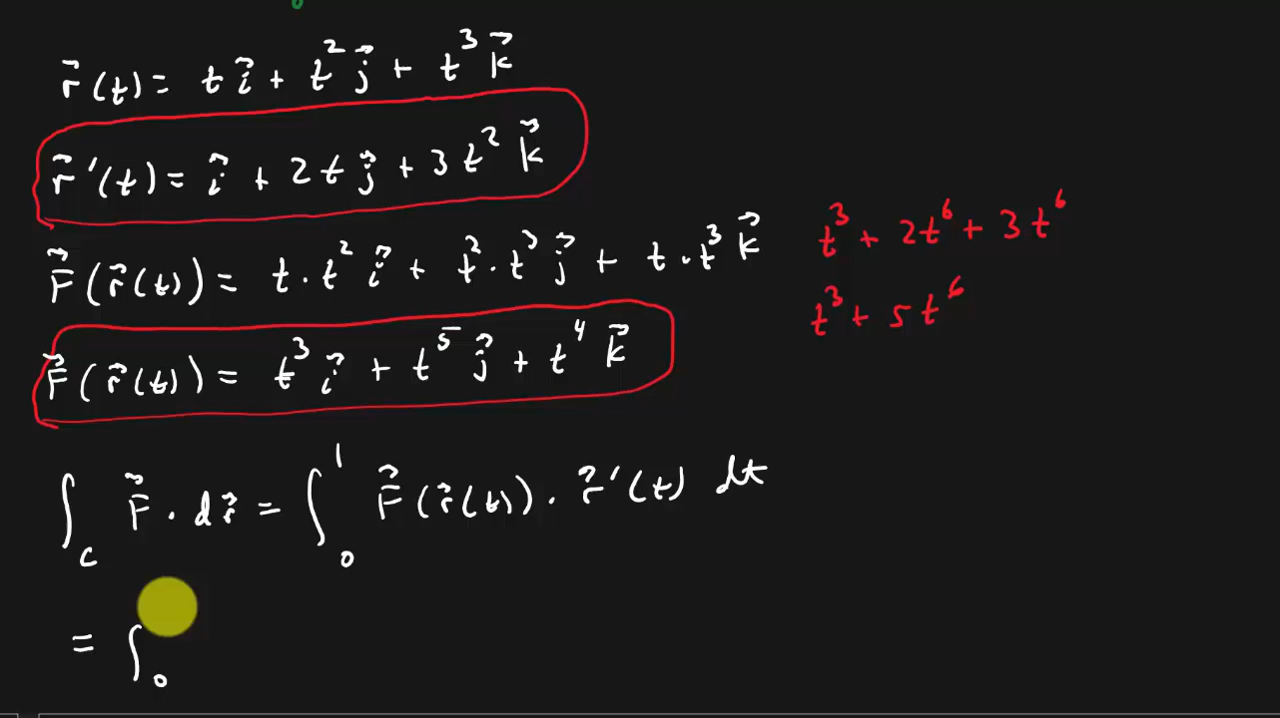 r⃗(t) = t i⃗ + t² j⃗ + t³ k⃗
r⃗'(t) = i⃗ + 2t j⃗ + 3t² k⃗
F⃗(r⃗(t)) = t · t² i⃗ + t² · t³ j⃗ + t · t³ k⃗
F⃗(r⃗(t)) = t³ i⃗ + t⁵ j⃗ + t⁴ k⃗
t³ + 2t⁶ + 3t⁶
t³ + 5t⁶
∫_C F⃗ · dr⃗ = ∫₀¹ F⃗(r⃗(t)) · r⃗'(t) dt
= ∫₀